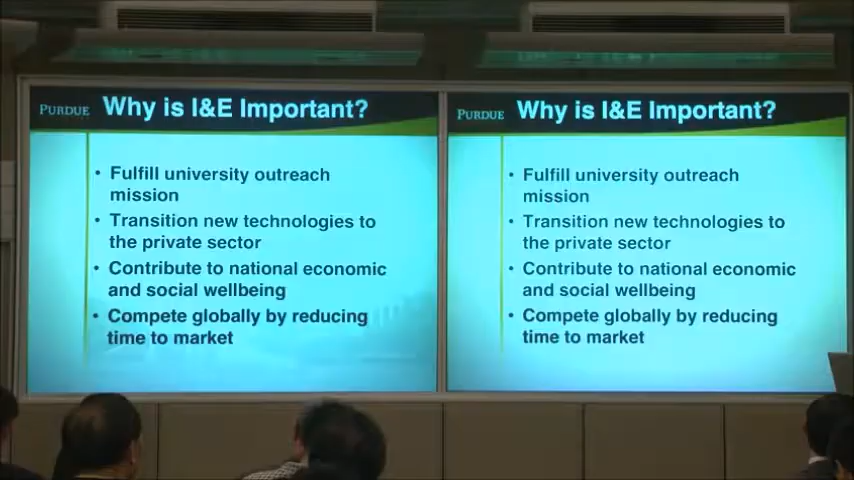 PURDUE Why is I&E Important?
• Fulfill university outreach
mission
• Transition new technologies to
the private sector
• Contribute to national economic
and social wellbeing
• Compete globally by reducing
time to market
PURDUE Why is I&E Important?
• Fulfill university outreach
mission
• Transition new technologies to
the private sector
• Contribute to national economic
and social wellbeing
• Compete globally by reducing
time to market